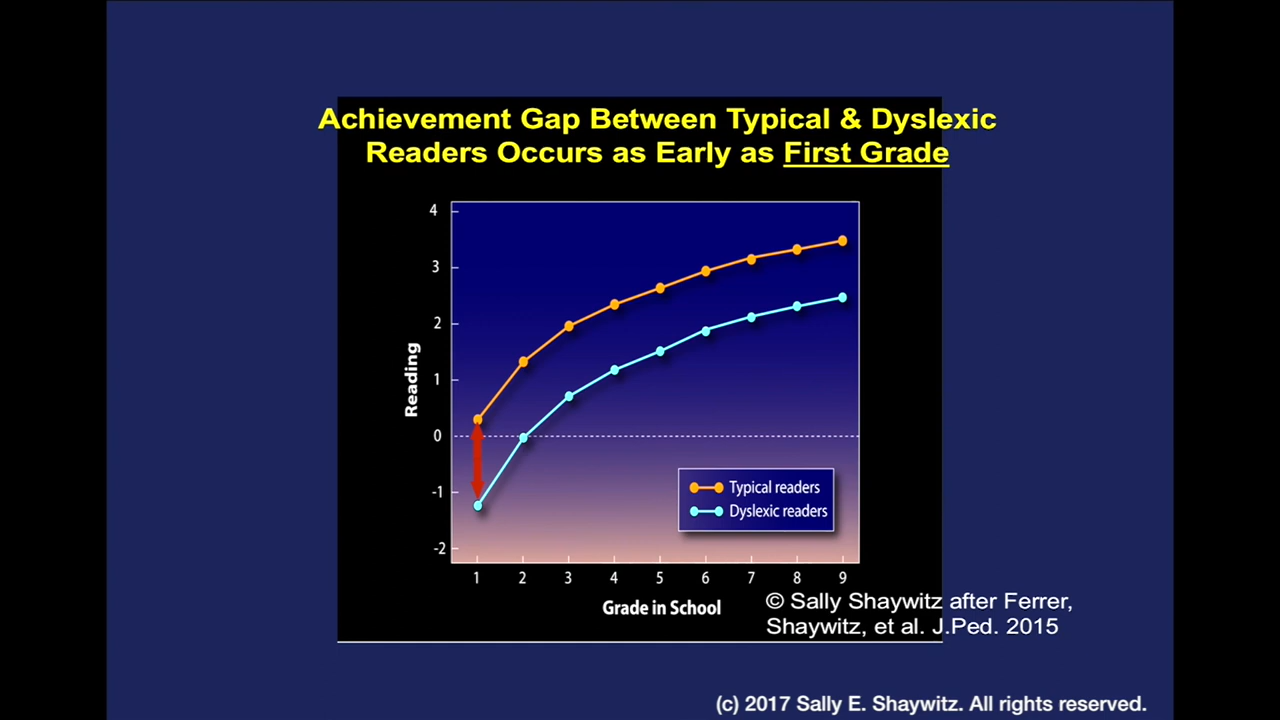 Achievement Gap Between Typical & Dyslexic
Readers Occurs as Early as First Grade
4
3
2
1
0
-1
-2
Reading
Typical readers
Dyslexic readers
1 2 3 4 5 6 7 8 9
Grade in School
© Sally Shaywitz after Ferrer,
Shaywitz, et al. J.Ped. 2015
(c) 2017 Sally E. Shaywitz. All rights reserved.